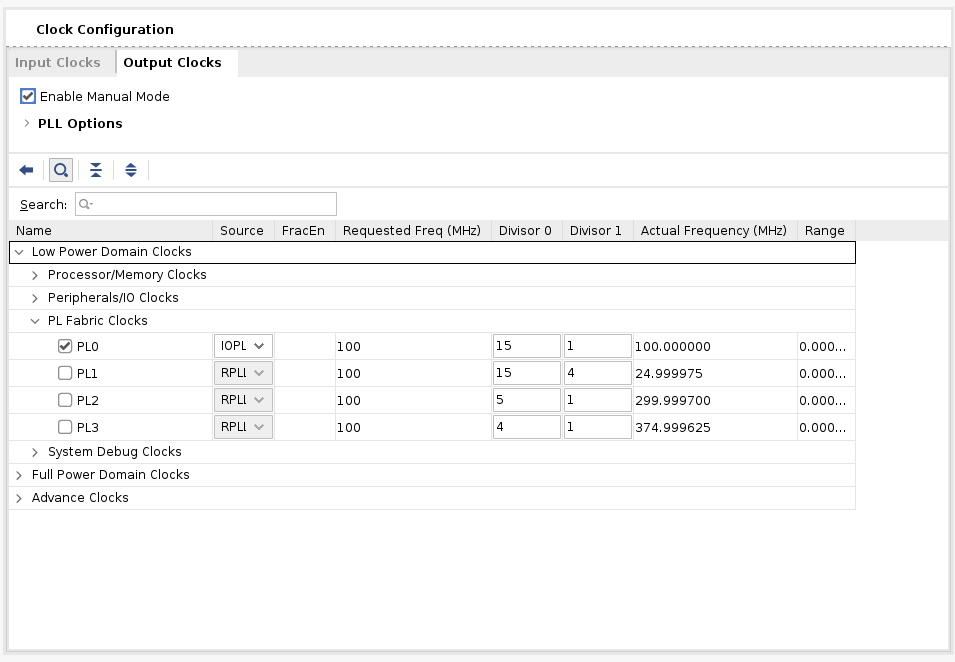 Clock Configuration
Input Clocks Output Clocks
Enable Manual Mode
PLL Options
Search:
Name Source FracEn Requested Freq (MHz) Divisor 0 Divisor 1 Actual Frequency (MHz) Range
Low Power Domain Clocks
Processor/Memory Clocks
Peripherals/IO Clocks
PL Fabric Clocks
PL0 IOPL 100 15 1 100.000000 0.000...
PL1 RPLL 100 15 4 24.999975 0.000...
PL2 RPLL 100 5 1 299.999700 0.000...
PL3 RPLL 100 4 1 374.999625 0.000...
System Debug Clocks
Full Power Domain Clocks
Advance Clocks